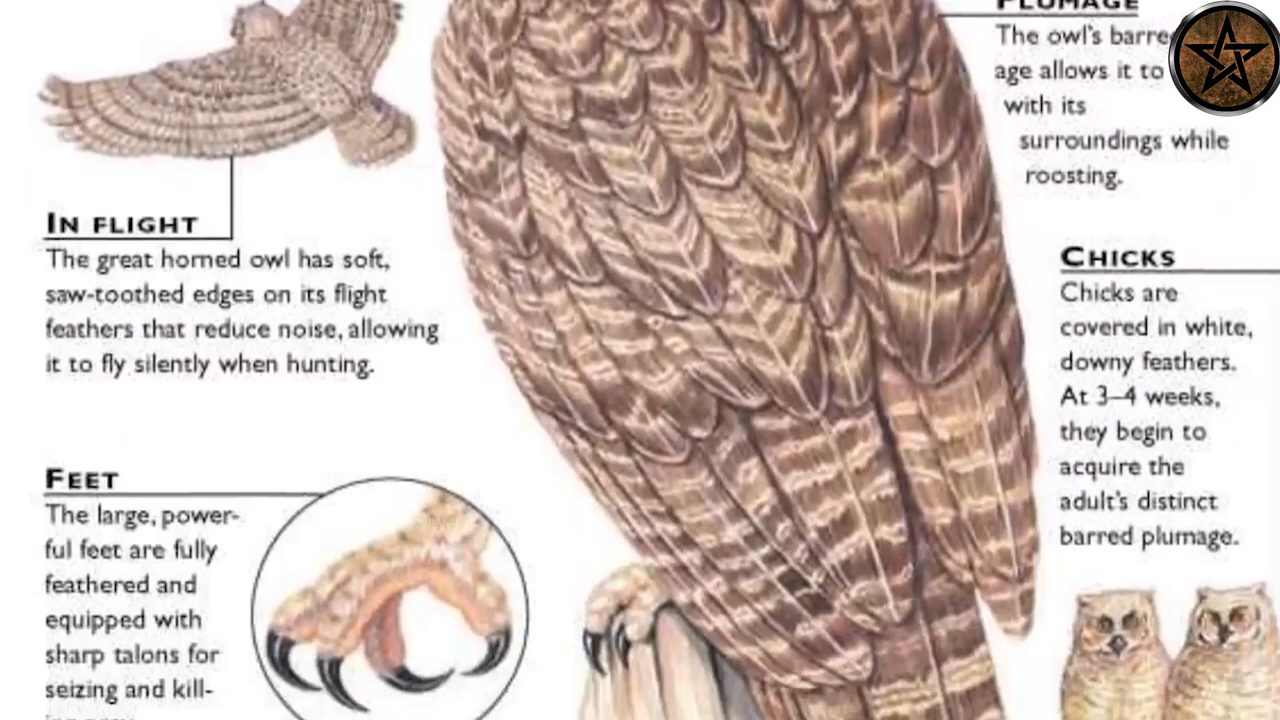 IN FLIGHT
The great horned owl has soft,
saw-toothed edges on its flight
feathers that reduce noise, allowing
it to fly silently when hunting.
FEET
The large, power-
ful feet are fully
feathered and
equipped with
sharp talons for
seizing and kill-
PLUMAGE
The owl's
age allows it to
with its
surroundings while
roosting.
CHICKS
Chicks are
covered in white,
downy feathers.
At 3–4 weeks,
they begin to
acquire the
adult's distinct
barred plumage.